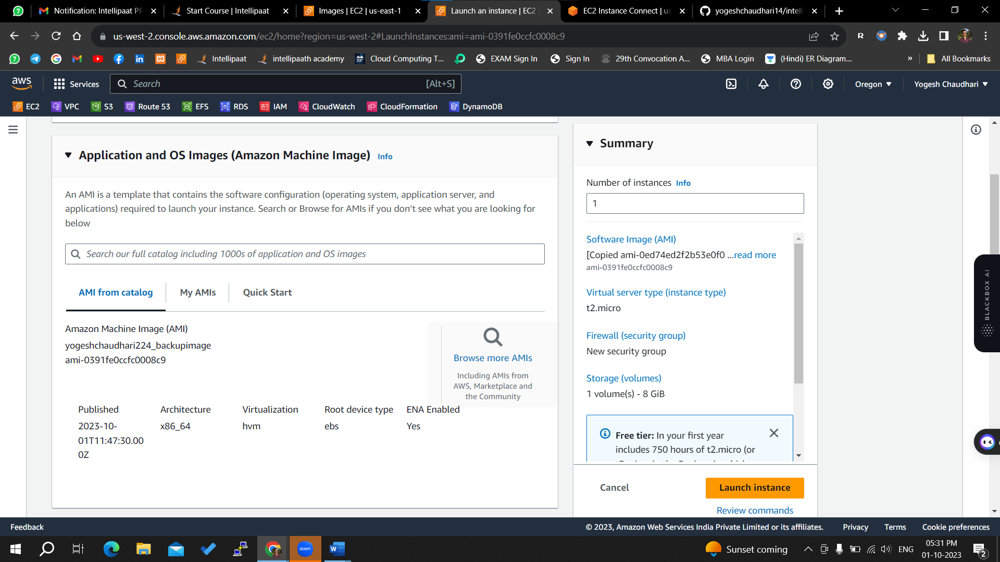 Notification: Intellipaat PR
Start Course | Intellipaat
Images | EC2 | us-east-1
Launch an instance | EC2
EC2 Instance Connect | us
yogeshchaudhari14/intelli
us-west-2.console.aws.amazon.com/ec2/home?region=us-west-2#LaunchInstances:ami=ami-0391fe0ccfc0008c9
Intellipaat
intellipaath academy
Cloud Computing T...
EXAM Sign In
Sign In
29th Convocation A...
MBA Login
(Hindi) ER Diagram...
»
All Bookmarks
aws
Services
Search
[Alt+S]
Oregon
Yogesh Chaudhari
EC2
VPC
S3
Route 53
EFS
RDS
IAM
CloudWatch
CloudFormation
DynamoDB
Application and OS Images (Amazon Machine Image) Info
An AMI is a template that contains the software configuration (operating system, application server, and
applications) required to launch your instance. Search or Browse for AMIs if you don’t see what you are looking for
below
Search our full catalog including 1000s of application and OS images
AMI from catalog
My AMIs
Quick Start
Amazon Machine Image (AMI)
yogeshchaudhari224_backupimage
ami-0391fe0ccfc0008c9
Browse more AMIs
Including AMIs from
AWS, Marketplace and
the Community
Published
2023-10-
01T11:47:30.00
0Z
Architecture
x86_64
Virtualization
hvm
Root device type
ebs
ENA Enabled
Yes
Summary
Number of instances Info
1
Software Image (AMI)
[Copied ami-0ed74ed2f2b53e0f0 ...read more
ami-0391fe0ccfc0008c9
Virtual server type (instance type)
t2.micro
Firewall (security group)
New security group
Storage (volumes)
1 volume(s) - 8 GiB
Free tier: In your first year
includes 750 hours of t2.micro (or
Cancel
Launch instance
Review commands
BLACKBOX AI
Feedback
© 2023, Amazon Web Services India Private Limited or its affiliates.
Privacy
Terms
Cookie preferences
zoom
Sunset coming
ENG
05:31 PM
01-10-2023
2